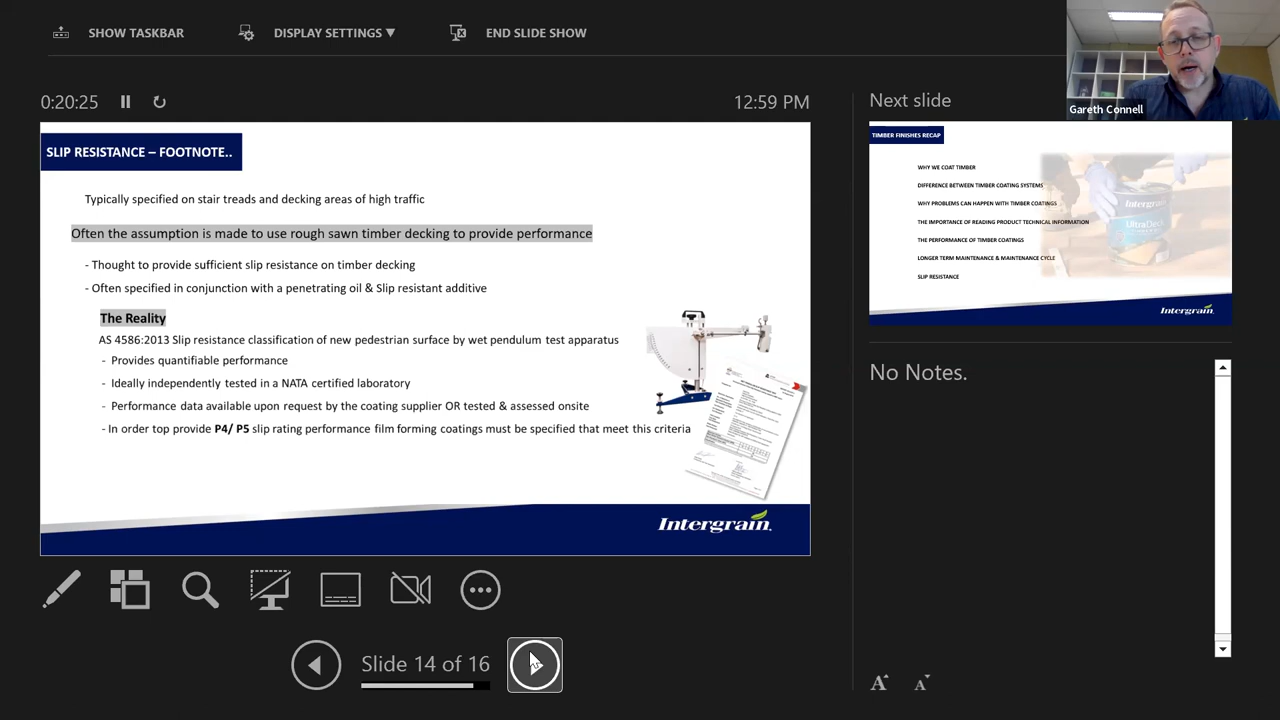 SHOW TASKBAR
DISPLAY SETTINGS ▼
END SLIDE SHOW
Gareth Connell
0:20:25
12:59 PM
Next slide
SLIP RESISTANCE – FOOTNOTE..
Typically specified on stair treads and decking areas of high traffic
Often the assumption is made to use rough sawn timber decking to provide performance
- Thought to provide sufficient slip resistance on timber decking
- Often specified in conjunction with a penetrating oil & Slip resistant additive
The Reality
AS 4586:2013 Slip resistance classification of new pedestrian surface by wet pendulum test apparatus
- Provides quantifiable performance
- Ideally independently tested in a NATA certified laboratory
- Performance data available upon request by the coating supplier OR tested & assessed onsite
- In order top provide P4/ P5 slip rating performance film forming coatings must be specified that meet this criteria
Intergrain
TIMBER FINISHES RECAP
WHY WE COAT TIMBER
DIFFERENCE BETWEEN TIMBER COATING SYSTEMS
WHY PROBLEMS CAN HAPPEN WITH TIMBER COATINGS
THE IMPORTANCE OF READING PRODUCT TECHNICAL INFORMATION
THE PERFORMANCE OF TIMBER COATINGS
LONGER TERM MAINTENANCE & MAINTENANCE CYCLE
SLIP RESISTANCE
Intergrain
UltraDeck
Intergrain
No Notes.
Slide 14 of 16
A A